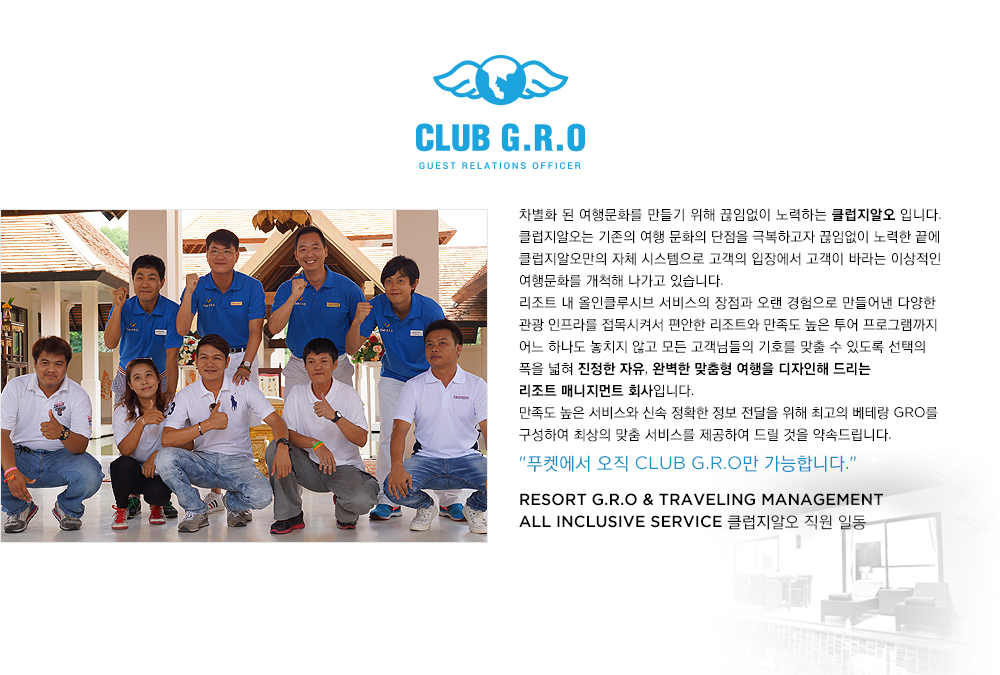 CLUB G.R.O
GUEST RELATIONS OFFICER
차별화 된 여행문화를 만들기 위해 끊임없이 노력하는 클럽지알오 입니다.
클럽지알오는 기존의 여행 문화의 단점을 극복하고자 끊임없이 노력한 끝에
클럽지알오만의 자체 시스템으로 고객의 입장에서 고객이 바라는 이상적인
여행문화를 개척해 나가고 있습니다.
리조트 내 올인클루시브 서비스의 장점과 오랜 경험으로 만들어낸 다양한
관광 인프라를 접목시켜서 편안한 리조트와 만족도 높은 투어 프로그램까지
어느 하나도 놓치지 않고 모든 고객님들의 기호를 맞출 수 있도록 선택의
폭을 넓혀 진정한 자유, 완벽한 맞춤형 여행을 디자인해 드리는
리조트 매니지먼트 회사입니다.
만족도 높은 서비스와 신속 정확한 정보 전달을 위해 최고의 베테랑 GRO를
구성하여 최상의 맞춤 서비스를 제공하여 드릴 것을 약속드립니다.
"푸켓에서 오직 CLUB G.R.O만 가능합니다."
RESORT G.R.O & TRAVELING MANAGEMENT
ALL INCLUSIVE SERVICE 클럽지알오 직원 일동